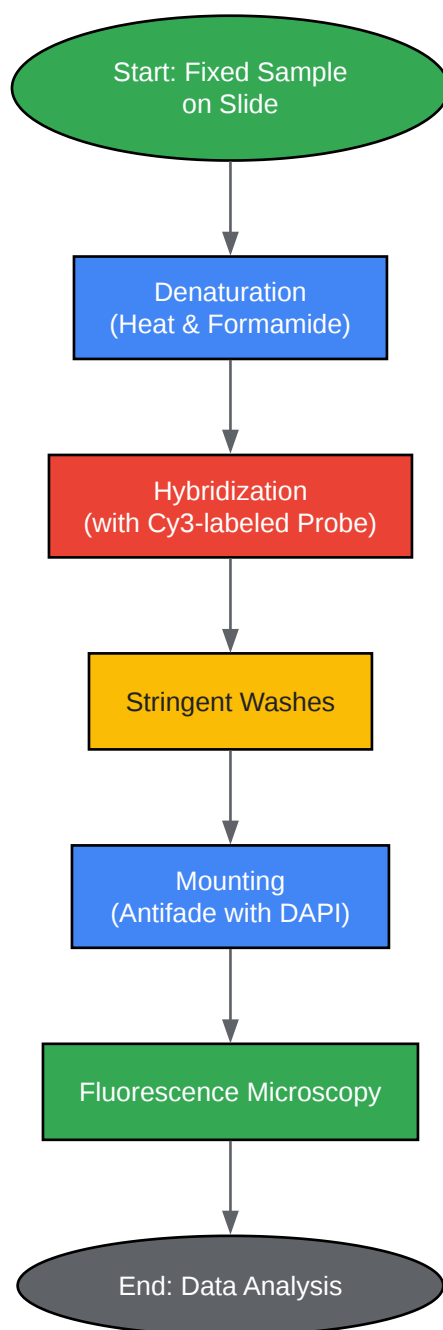 Start: Fixed Sample
on Slide
Denaturation
(Heat & Formamide)
Hybridization
(with Cy3-labeled Probe)
Stringent Washes
Mounting
(Antifade with DAPI)
Fluorescence Microscopy
End: Data Analysis